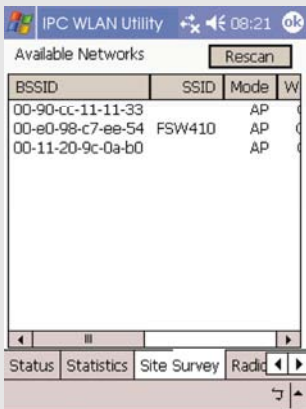 IPC WLAN Utility 08:21 ok
Available Networks Rescan
BSSID SSID Mode W
00-90-cc-11-11-33 AP
00-e0-98-c7-ee-54 FSW410 AP
00-11-20-9c-0a-b0 AP
Status Statistics Site Survey Radio